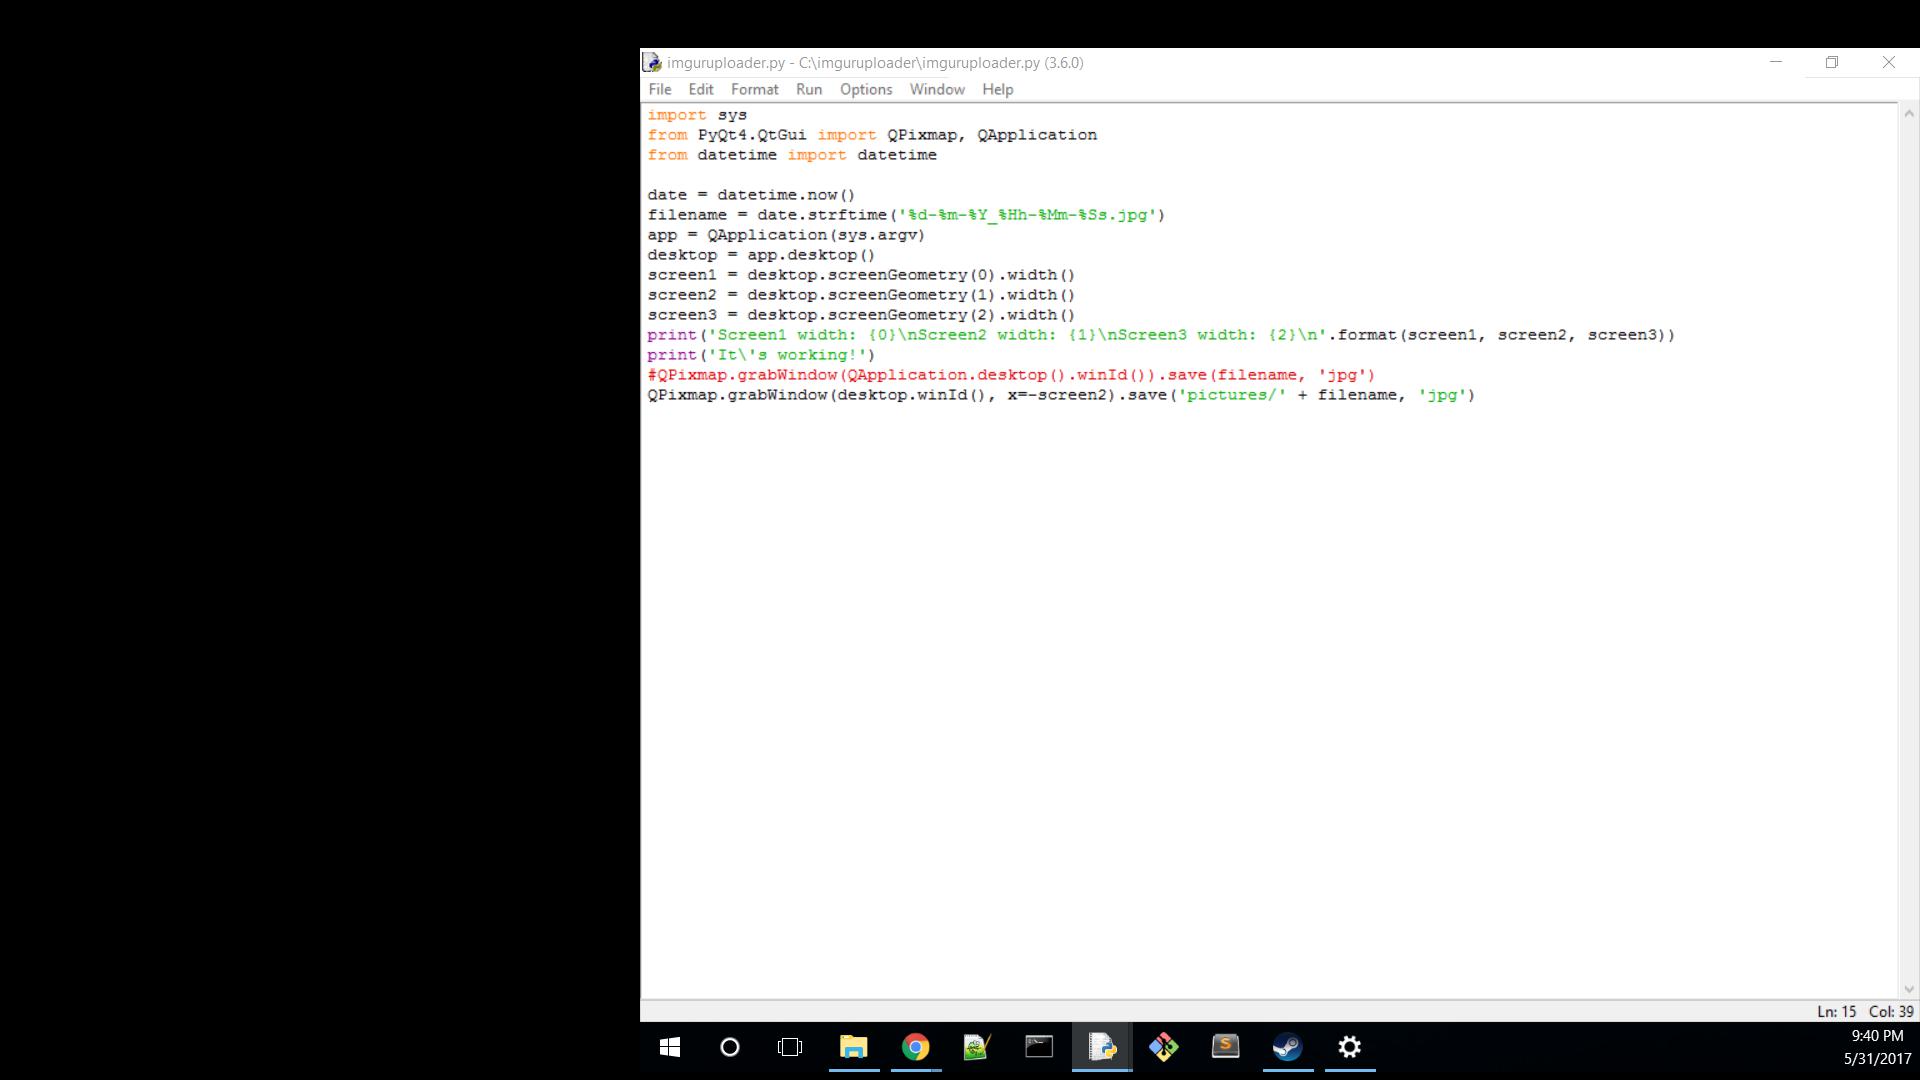 imguruploader.py - C:\imguruploader\imguruploader.py (3.6.0)
File Edit Format Run Options Window Help
import sys
from PyQt4.QtGui import QPixmap, QApplication
from datetime import datetime
date = datetime.now()
filename = date.strftime('%d-%m-%Y_%Hh-%Mm-%Ss.jpg')
app = QApplication(sys.argv)
desktop = app.desktop()
screen1 = desktop.screenGeometry(0).width()
screen2 = desktop.screenGeometry(1).width()
screen3 = desktop.screenGeometry(2).width()
print('Screen1 width: {0}\nScreen2 width: {1}\nScreen3 width: {2}\n'.format(screen1, screen2, screen3))
print('It\'s working!')
#QPixmap.grabWindow(QApplication.desktop().winId()).save(filename, 'jpg')
QPixmap.grabWindow(desktop.winId(), x=-screen2).save('pictures/' + filename, 'jpg')
Ln: 15 Col: 39
9:40 PM
5/31/2017